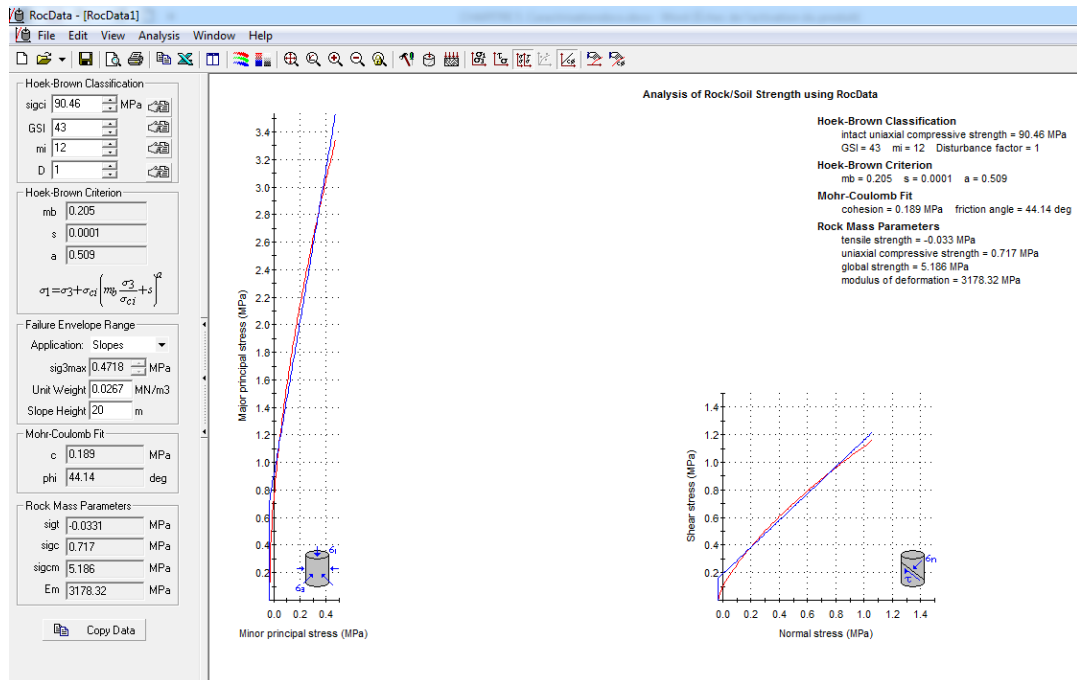 RocData - [RocData1]
File Edit View Analysis Window Help
Hoek-Brown Classification
sigci 90.46 MPa
GSI 43
mi 12
D 1
Hoek-Brown Criterion
mb 0.205
s 0.0001
a 0.509
σ1=σ3+σci(mb σ3/σci+s)^a
Failure Envelope Range
Application: Slopes
sig3max 0.4718 MPa
Unit Weight 0.0267 MN/m3
Slope Height 20 m
Mohr-Coulomb Fit
c 0.189 MPa
phi 44.14 deg
Rock Mass Parameters
sigt -0.0331 MPa
sigc 0.717 MPa
sigcm 5.186 MPa
Em 3178.32 MPa
Copy Data
Analysis of Rock/Soil Strength using RocData
Hoek-Brown Classification
intact uniaxial compressive strength = 90.46 MPa
GSI = 43 mi = 12 Disturbance factor = 1
Hoek-Brown Criterion
mb = 0.205 s = 0.0001 a = 0.509
Mohr-Coulomb Fit
cohesion = 0.189 MPa friction angle = 44.14 deg
Rock Mass Parameters
tensile strength = -0.033 MPa
uniaxial compressive strength = 0.717 MPa
global strength = 5.186 MPa
modulus of deformation = 3178.32 MPa
Major principal stress (MPa)
3.4
3.2
3.0
2.8
2.6
2.4
2.2
2.0
1.8
1.6
1.4
1.2
1.0
0.8
0.6
0.4
0.2
0.0 0.2 0.4
Minor principal stress (MPa)
σ1
σ3
Shear stress (MPa)
1.4
1.2
1.0
0.8
0.6
0.4
0.2
0.0 0.2 0.4 0.6 0.8 1.0 1.2 1.4
Normal stress (MPa)
σn
τ